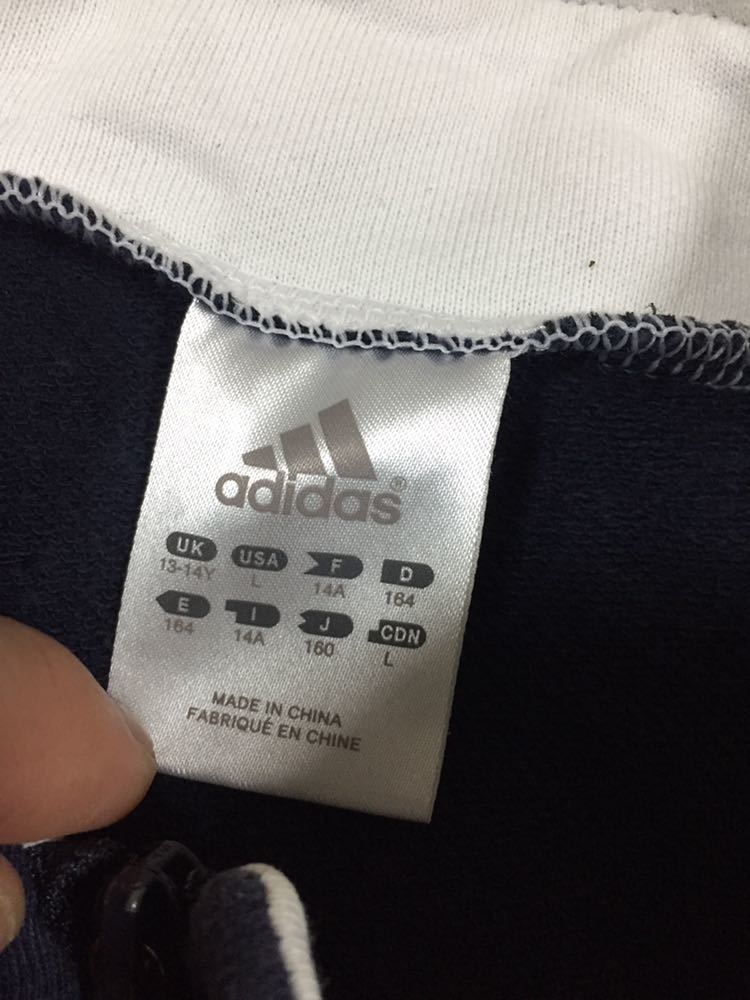 adidas®
UK USA F D
13-14Y L 14A 164
E I J CDN
164 14A 160 L
MADE IN CHINA
FABRIQUÉ EN CHINE